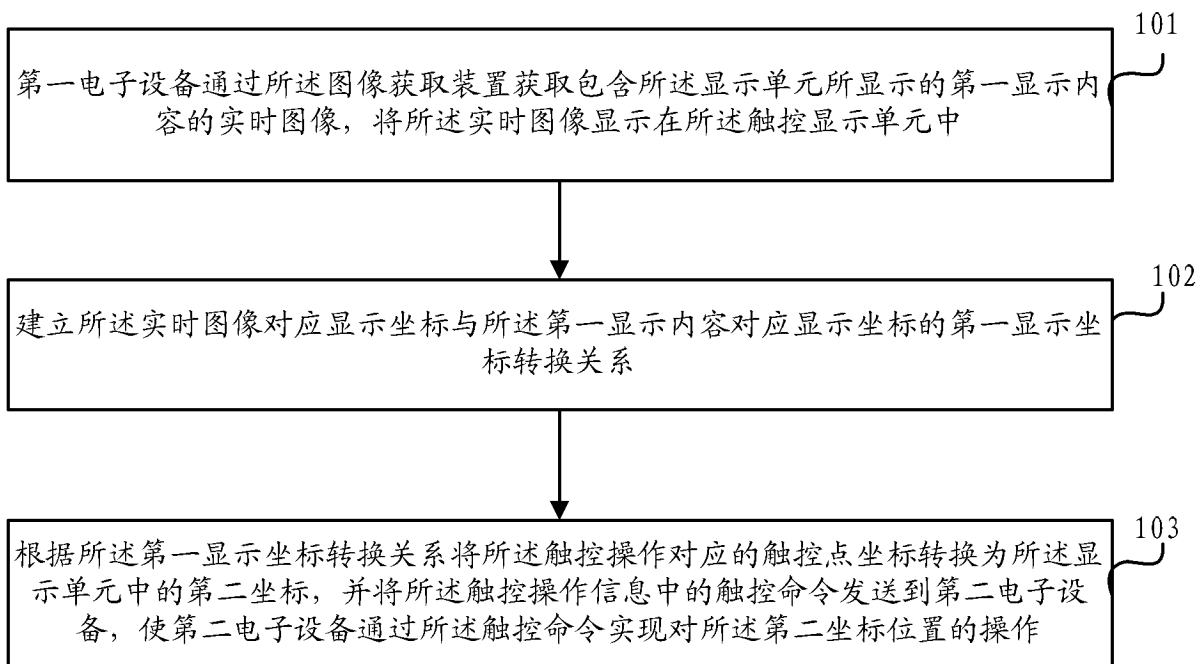 101
第一电子设备通过所述图像获取装置获取包含所述显示单元所显示的第一显示内
容的实时图像，将所述实时图像显示在所述触控显示单元中
102
建立所述实时图像对应显示坐标与所述第一显示内容对应显示坐标的第一显示坐
标转换关系
103
根据所述第一显示坐标转换关系将所述触控操作对应的触控点坐标转换为所述显
示单元中的第二坐标，并将所述触控操作信息中的触控命令发送到第二电子设
备，使第二电子设备通过所述触控命令实现对所述第二坐标位置的操作